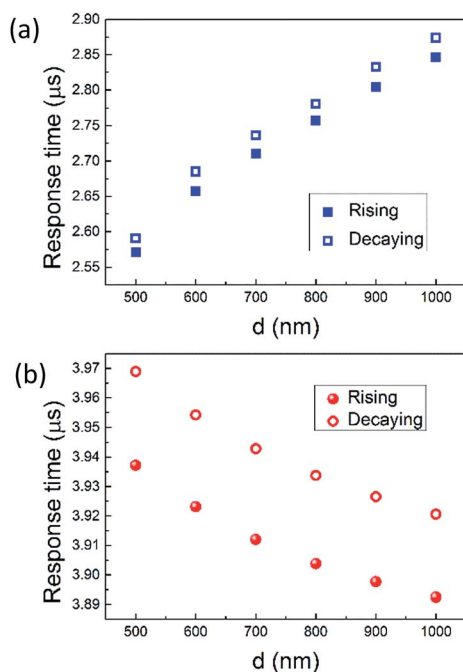 (a)
2.90
2.85
2.80
2.75
2.70
2.65
2.60
2.55
Response time (μs)
Rising
Decaying
500 600 700 800 900 1000
d (nm)
(b)
3.97
3.96
3.95
3.94
3.93
3.92
3.91
3.90
3.89
Response time (μs)
Rising
Decaying
500 600 700 800 900 1000
d (nm)